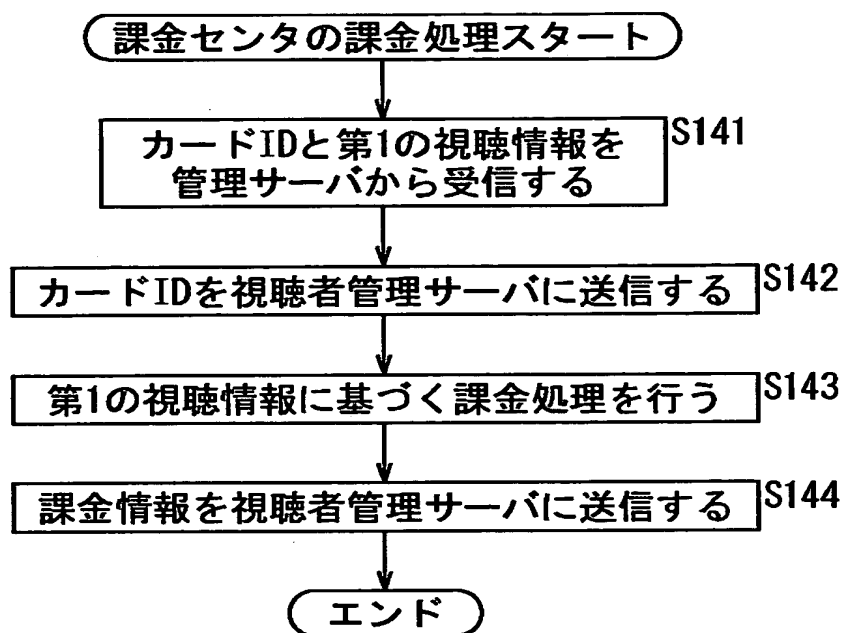 課金センタの課金処理スタート
カードIDと第1の視聴情報を
管理サーバから受信する
S141
カードIDを視聴者管理サーバに送信する
S142
第1の視聴情報に基づく課金処理を行う
S143
課金情報を視聴者管理サーバに送信する
S144
エンド